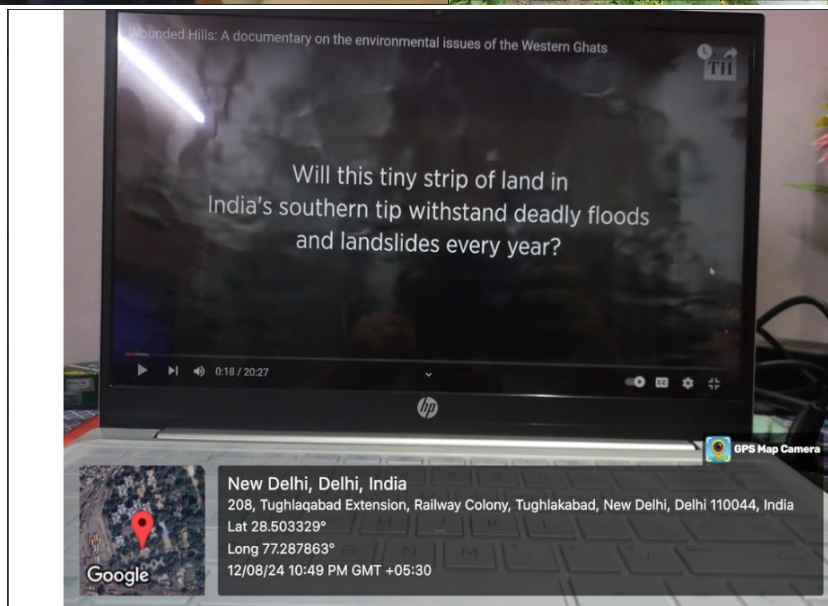 Wounded Hills: A documentary on the environmental issues of the Western Ghats
TH
Will this tiny strip of land in
India's southern tip withstand deadly floods
and landslides every year?
0:18 / 20:27
CC
hp
GPS Map Camera
New Delhi, Delhi, India
208, Tughlaqabad Extension, Railway Colony, Tughlakabad, New Delhi, Delhi 110044, India
Lat 28.503329°
Long 77.287863°
12/08/24 10:49 PM GMT +05:30
Google